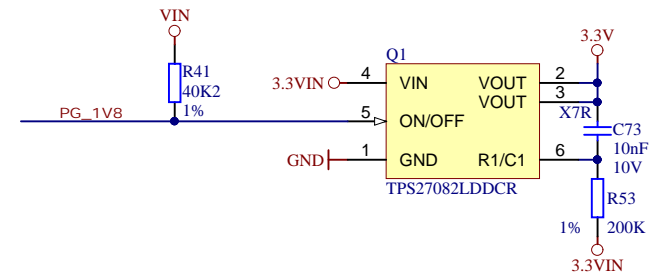 VIN
R41
40K2
1%
PG_1V8
Q1
3.3VIN
4
VIN
5
ON/OFF
GND
1
GND
VOUT
2
VOUT
3
R1/C1
6
TPS27082LDDCR
3.3V
X7R
C73
10nF
10V
R53
1%
200K
3.3VIN